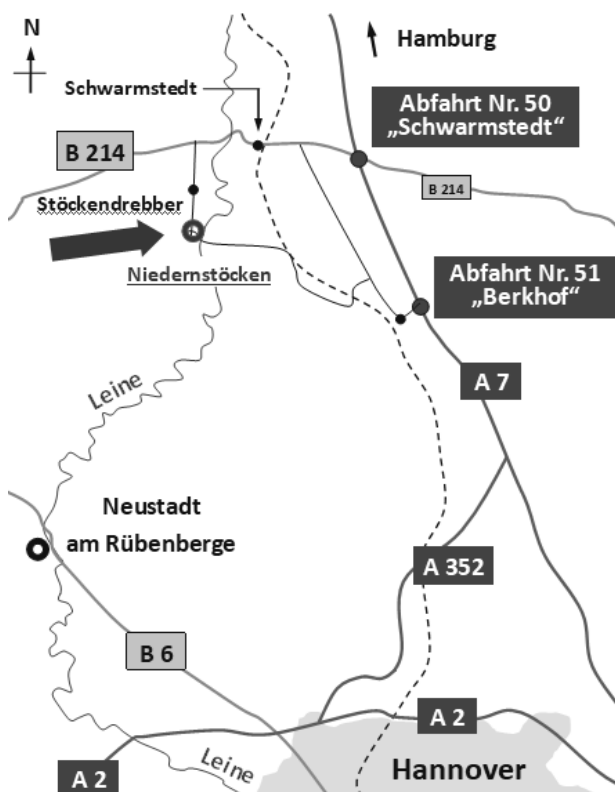 N
Hamburg
Schwarmstedt
Abfahrt Nr. 50
„Schwarmstedt“
B 214
B 214
Stöckendrebber
Niedernstöcken
Abfahrt Nr. 51
„Berkhof“
A 7
Leine
Neustadt
am Rübenberge
A 352
B 6
A 2
Leine
Hannover
A 2